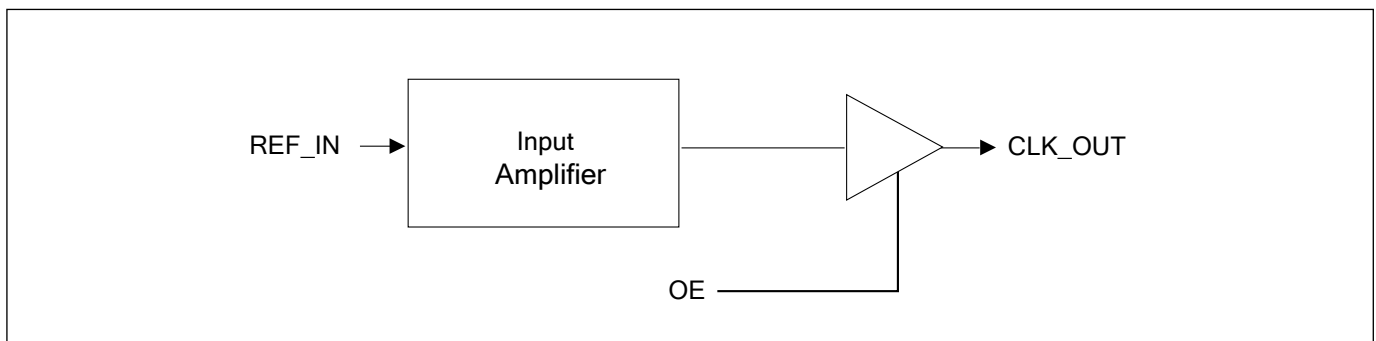 REF_IN
Input
Amplifier
CLK_OUT
OE